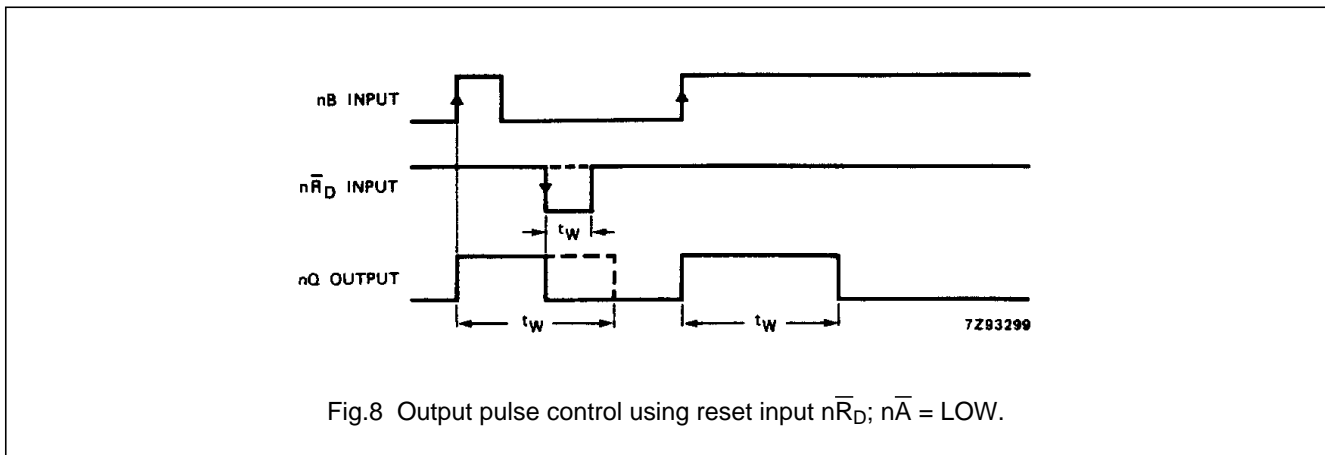 nB INPUT
nR̅D INPUT
tW
nQ OUTPUT
tW
tW
7Z93299
Fig.8 Output pulse control using reset input nR̅D; nA̅ = LOW.